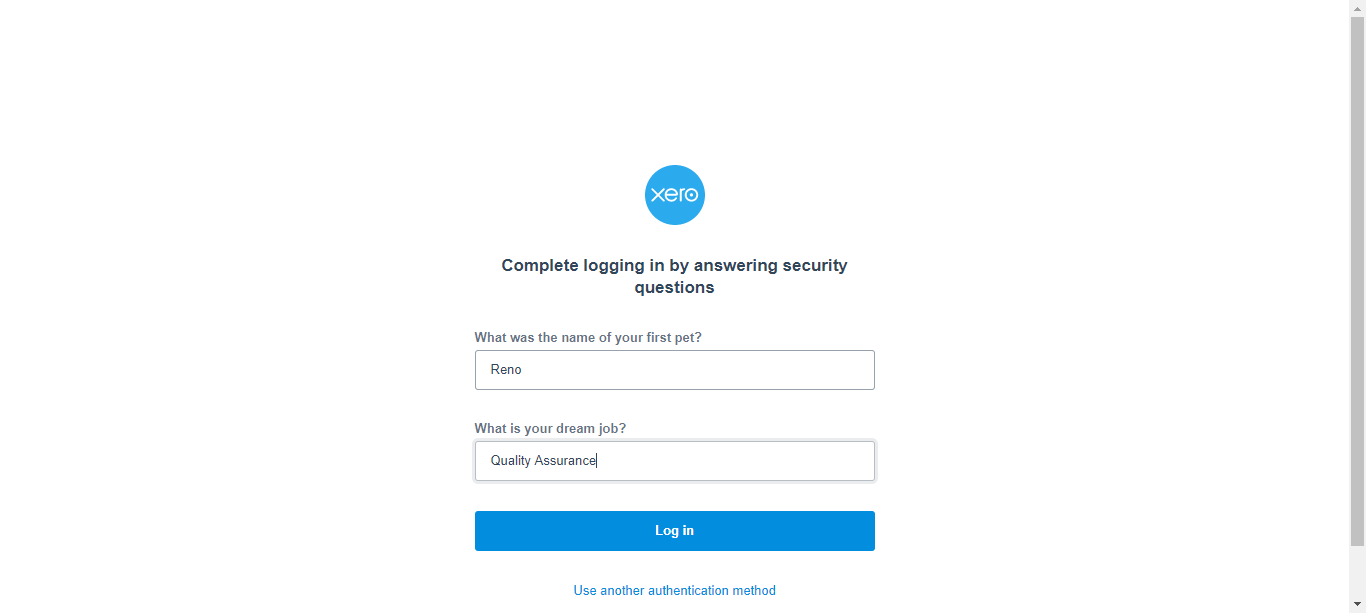 xero
Complete logging in by answering security
questions
What was the name of your first pet?
Reno
What is your dream job?
Quality Assurance
Log in
Use another authentication method